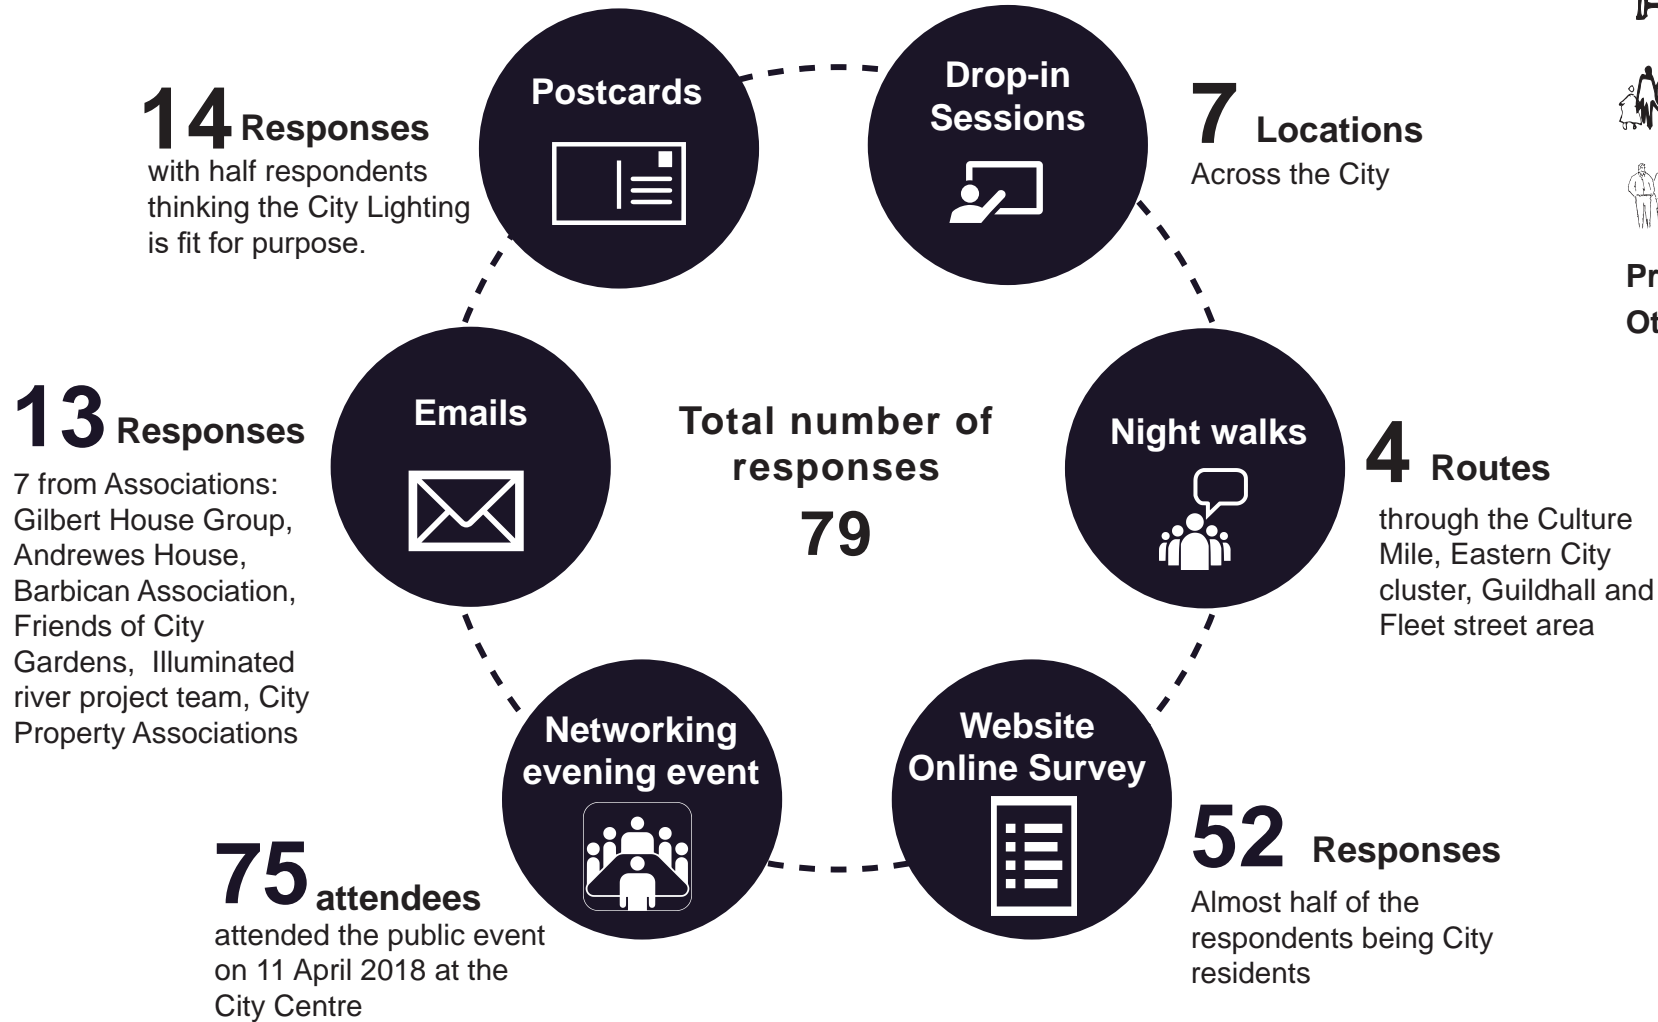 Postcards
14 Responses
with half respondents
thinking the City Lighting
is fit for purpose.
Drop-in
Sessions
7 Locations
Across the City
Emails
13 Responses
7 from Associations:
Gilbert House Group,
Andrewes House,
Barbican Association,
Friends of City
Gardens, Illuminated
river project team, City
Property Associations
Total number of
responses
79
Night walks
4 Routes
through the Culture
Mile, Eastern City
cluster, Guildhall and
Fleet street area
Networking
evening event
75 attendees
attended the public event
on 11 April 2018 at the
City Centre
Website
Online Survey
52 Responses
Almost half of the
respondents being City
residents